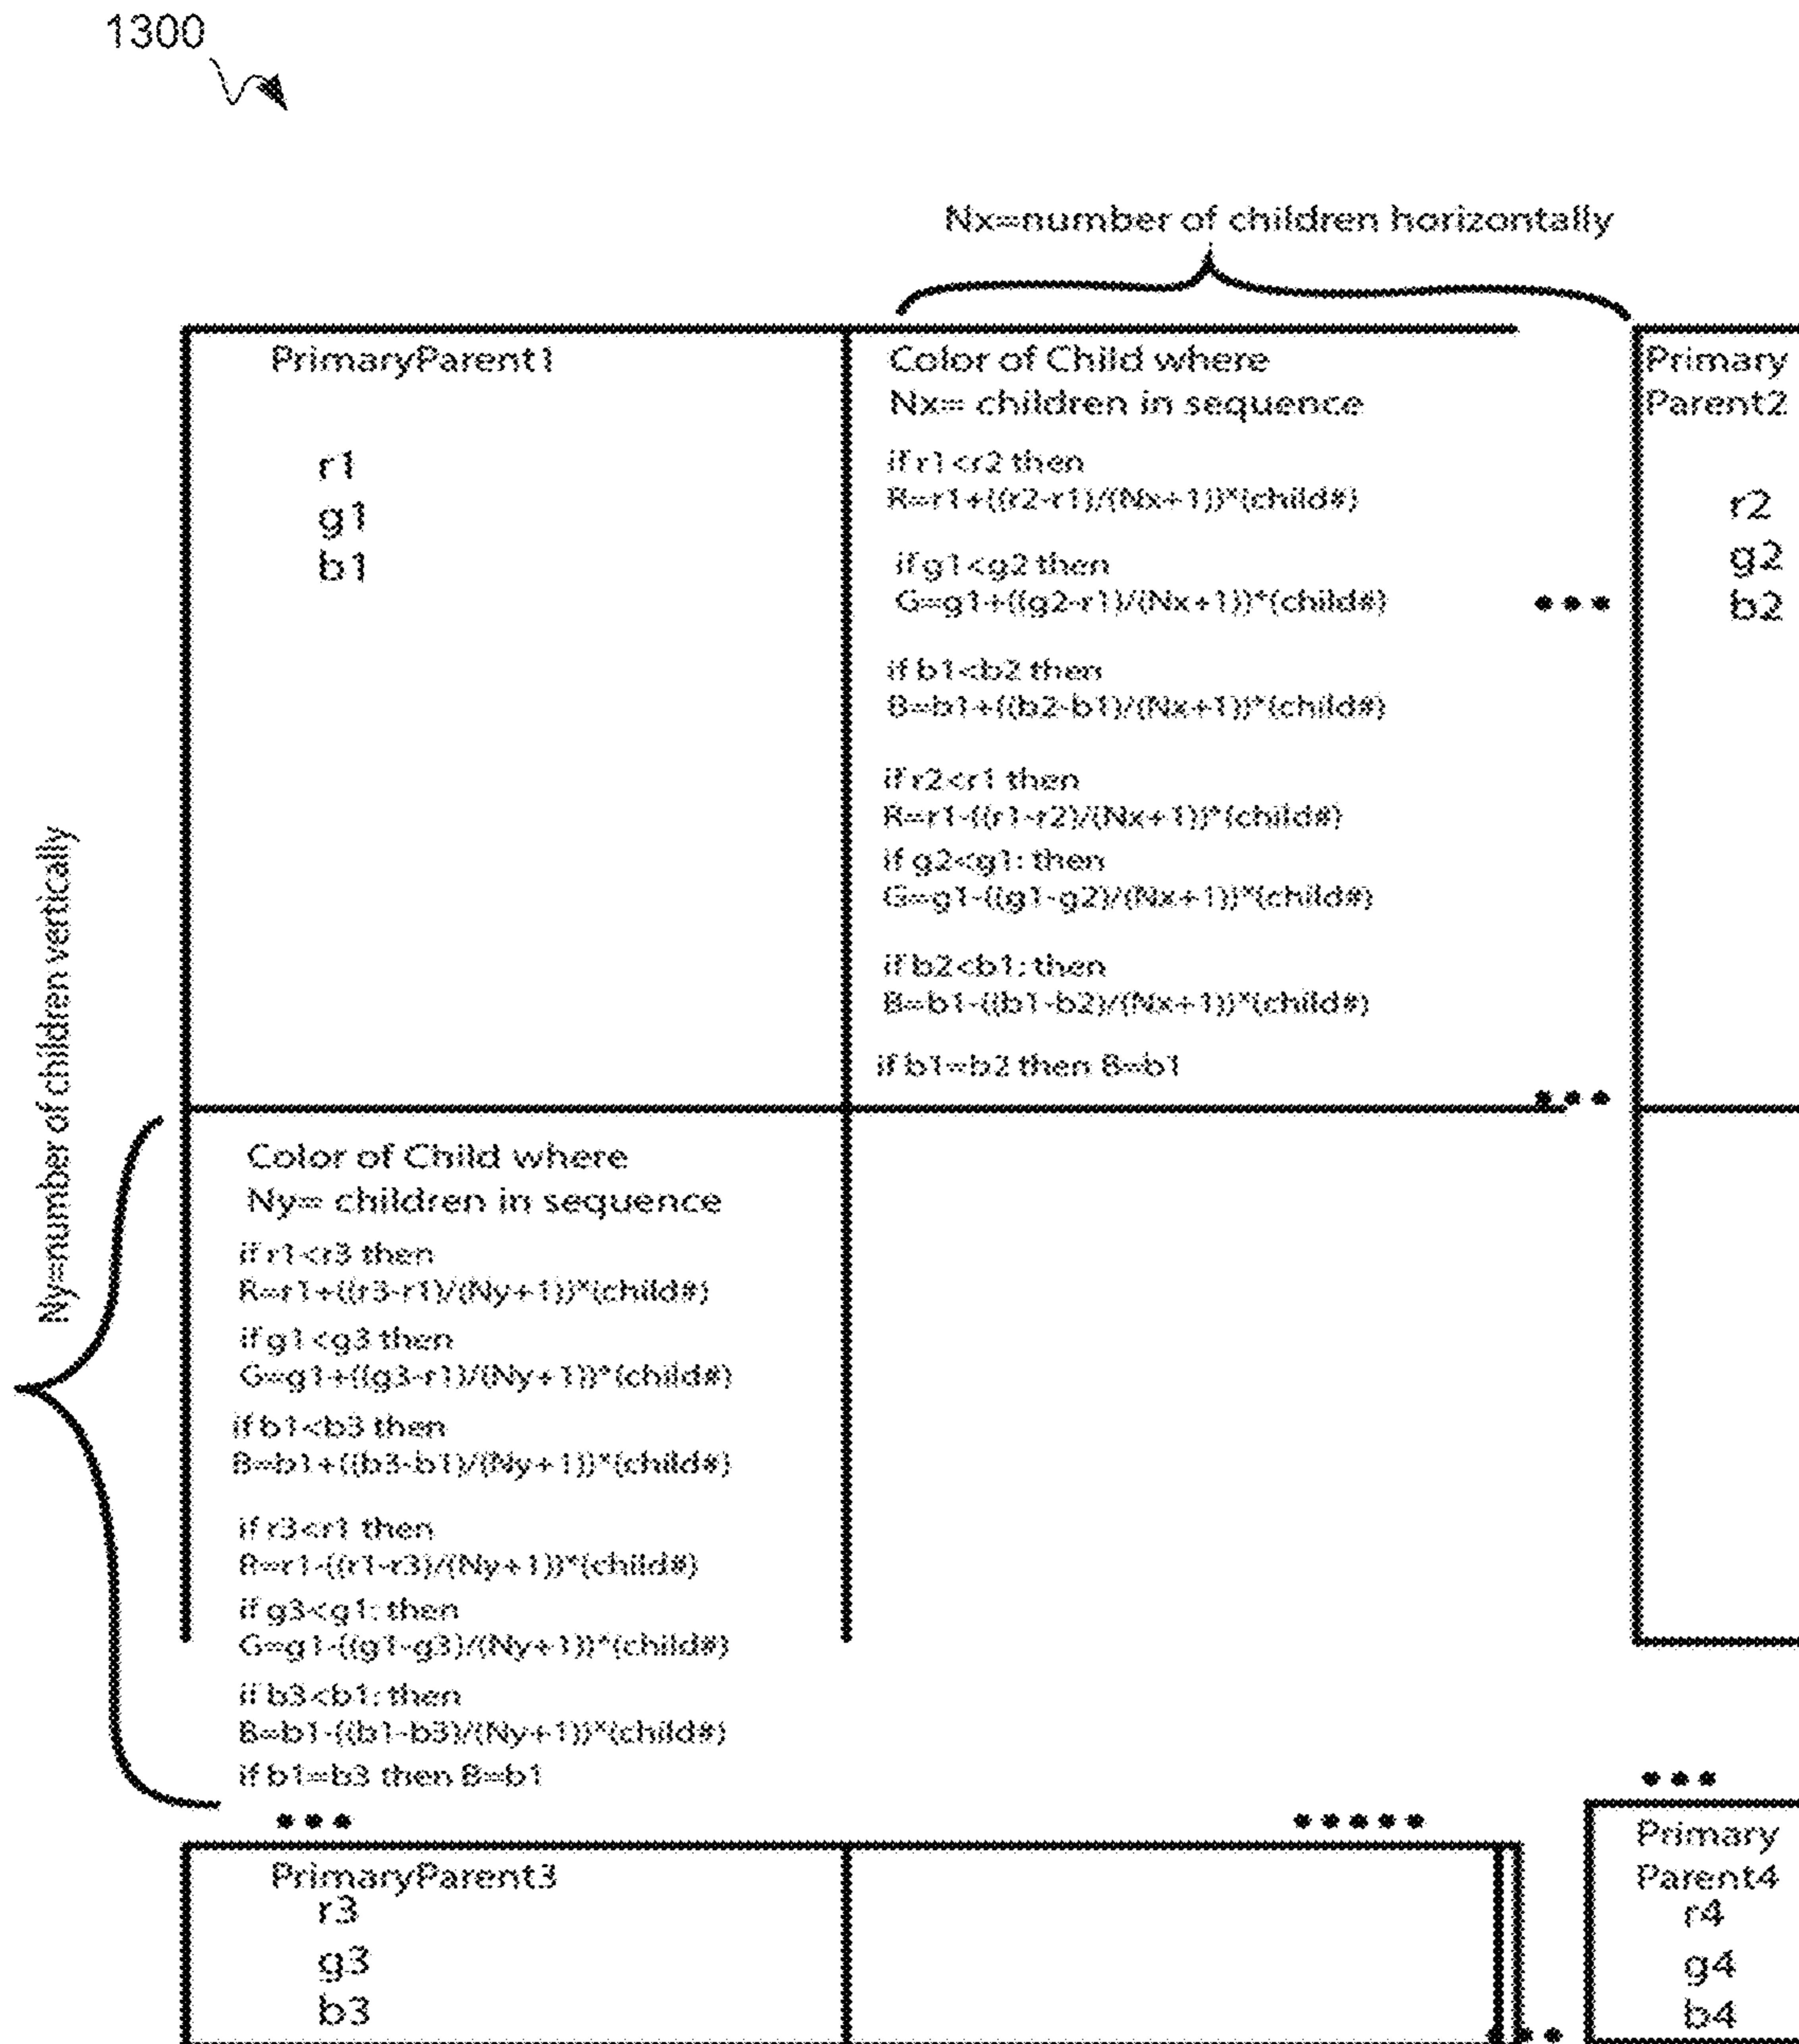 1300
Nx=number of children horizontally
PrimaryParent1
r1
g1
b1
Color of Child where
Nx= children in sequence
if r1<r2 then
R=r1+((r2-r1)/(Nx+1))*(child#)
if g1<g2 then
G=g1+((g2-r1)/(Nx+1))*(child#)
if b1<b2 then
B=b1+((b2-b1)/(Nx+1))*(child#)
if r2<r1 then
R=r1-((r1-r2)/(Nx+1))*(child#)
if g2<g1: then
G=g1-((g1-g2)/(Nx+1))*(child#)
if b2<b1: then
B=b1-((b1-b2)/(Nx+1))*(child#)
if b1=b2 then B=b1
•••
•••
Primary
Parent2
r2
g2
b2
Ny=number of children vertically
Color of Child where
Ny= children in sequence
if r1<r3 then
R=r1+((r3-r1)/(Ny+1))*(child#)
if g1<g3 then
G=g1+((g3-r1)/(Ny+1))*(child#)
if b1<b3 then
B=b1+((b3-b1)/(Ny+1))*(child#)
if r3<r1 then
R=r1-((r1-r3)/(Ny+1))*(child#)
if g3<g1: then
G=g1-((g1-g3)/(Ny+1))*(child#)
if b3<b1: then
B=b1-((b1-b3)/(Ny+1))*(child#)
if b1=b3 then B=b1
•••
•••••
•••
PrimaryParent3
r3
g3
b3
•••
Primary
Parent4
r4
g4
b4